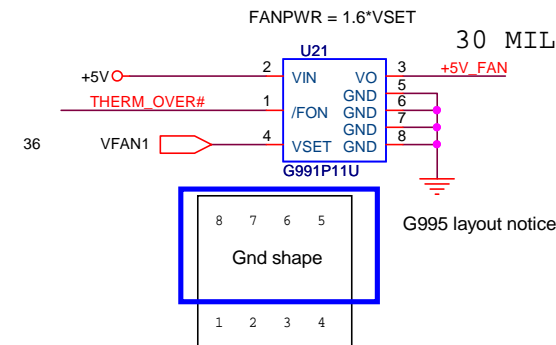 FANPWR = 1.6*VSET
30 MIL
U21
+5V 2 VIN VO 3 +5V_FAN
GND 5
THERM_OVER# 1 /FON GND 6
GND 7
36 VFAN1 4 VSET GND 8
G991P11U
G995 layout notice
8 7 6 5
Gnd shape
1 2 3 4